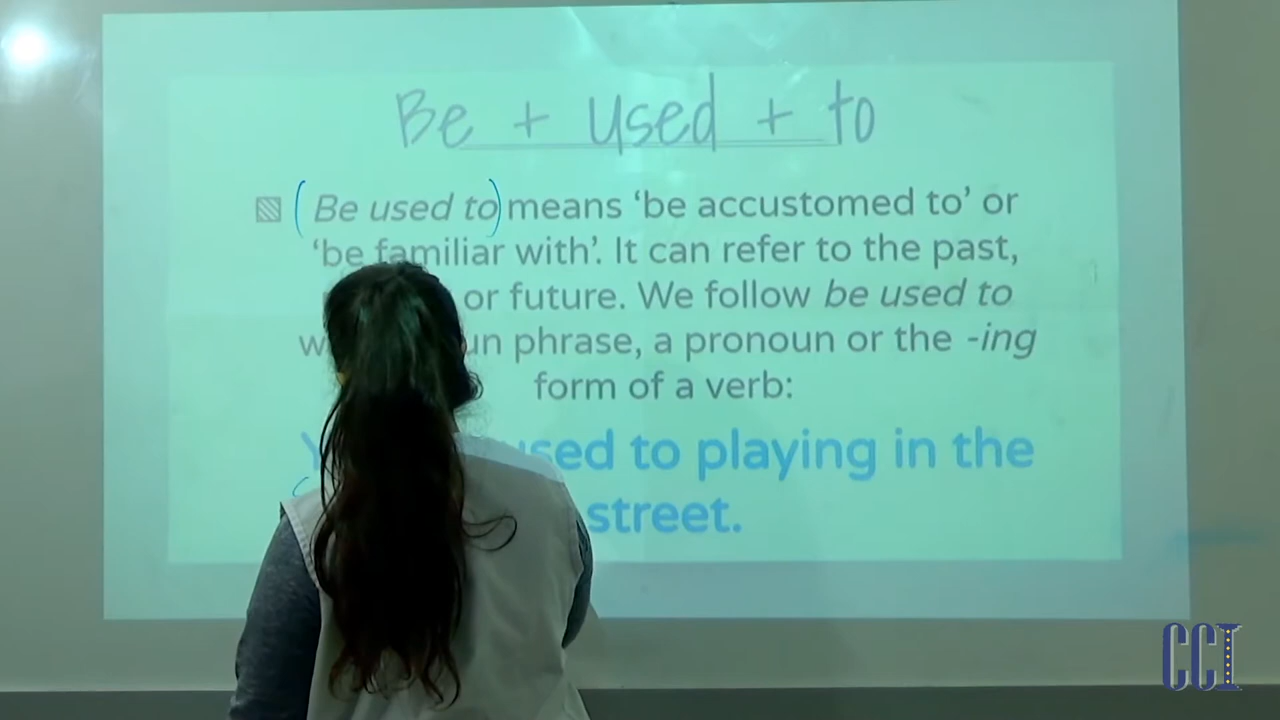 Be + used + to
Be used to means ‘be accustomed to’ or
‘be familiar with’. It can refer to the past,
or future. We follow be used to
phrase, a pronoun or the -ing
form of a verb:
used to playing in the
street.
CCI